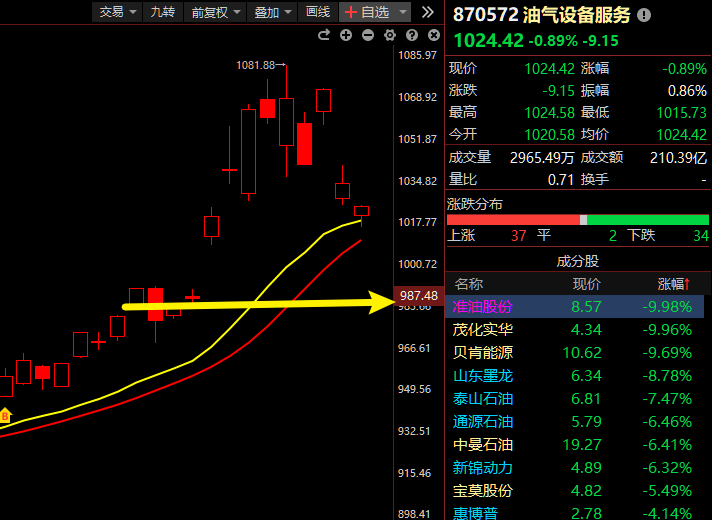 交易 九转 前复权 叠加 画线 +自选 »
870572 油气设备服务
1024.42 -0.89% -9.15
现价 1024.42 涨幅 -0.89%
涨跌 -9.15 振幅 0.86%
最高 1024.58 最低 1015.73
今开 1020.58 均价 1024.42
成交量 2965.49万 成交额 210.39亿
量比 0.71 换手 -
涨跌分布
上涨 37 平 2 下跌 34
成分股
名称 现价 涨幅↑
准油股份 8.57 -9.98%
茂化实华 4.34 -9.96%
贝肯能源 10.62 -9.69%
山东墨龙 6.34 -8.78%
泰山石油 6.81 -7.47%
通源石油 5.79 -6.46%
中曼石油 19.27 -6.41%
新锦动力 4.89 -6.32%
宝莫股份 4.82 -5.49%
惠博普 2.78 -4.14%
1085.97
1081.88
1068.92
1051.87
1034.82
1017.77
1000.72
987.48
983.66
966.61
949.56
932.51
915.46
898.41
B